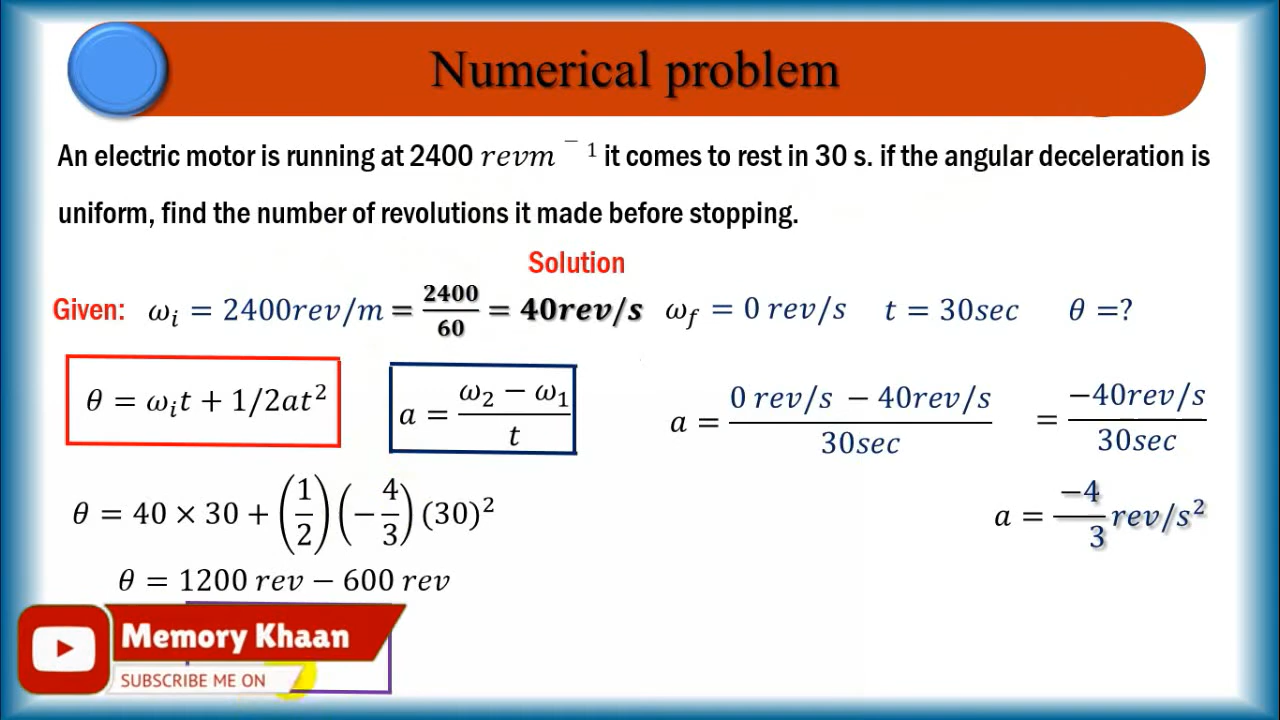 Numerical problem
An electric motor is running at 2400 revm ⁻ ¹ it comes to rest in 30 s. if the angular deceleration is
uniform, find the number of revolutions it made before stopping.
Solution
Given: ωᵢ = 2400rev/m = 2400/60 = 40rev/s ω_f = 0 rev/s t = 30sec θ =?
θ = ωᵢt + 1/2at² a = (ω₂ − ω₁)/t a = (0 rev/s − 40rev/s)/30sec = −40rev/s/30sec
θ = 40 × 30 + (1/2)(−4/3)(30)² a = −4/3 rev/s²
θ = 1200 rev − 600 rev
Memory Khaan
SUBSCRIBE ME ON